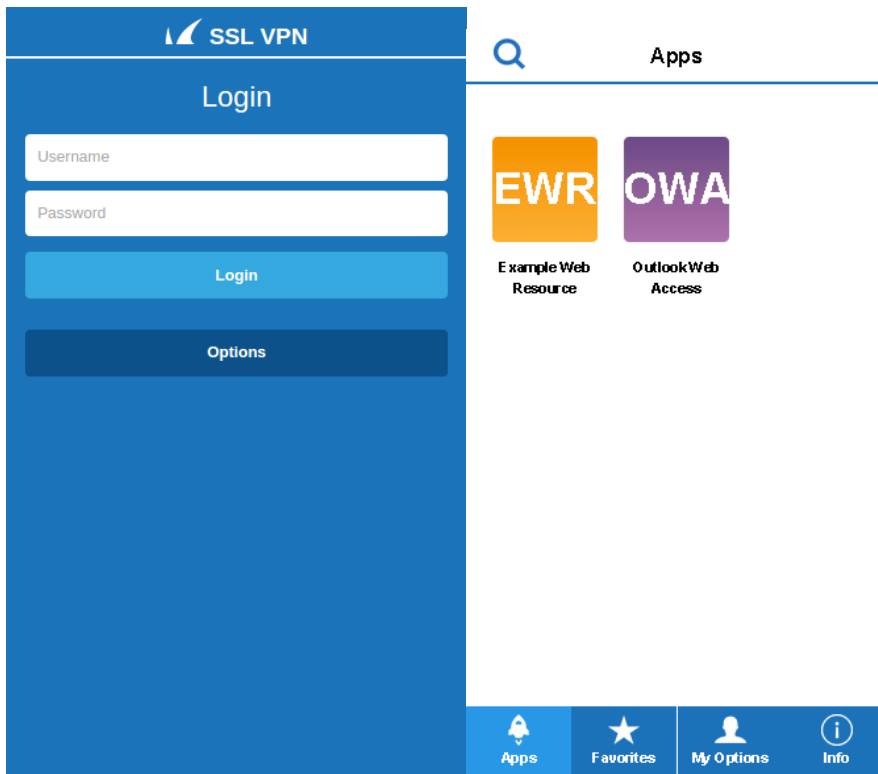 SSL VPN
Login
Username
Password
Login
Options
Apps
EWR
OWA
Example Web
Resource
Outlook Web
Access
Apps
Favorites
My Options
Info